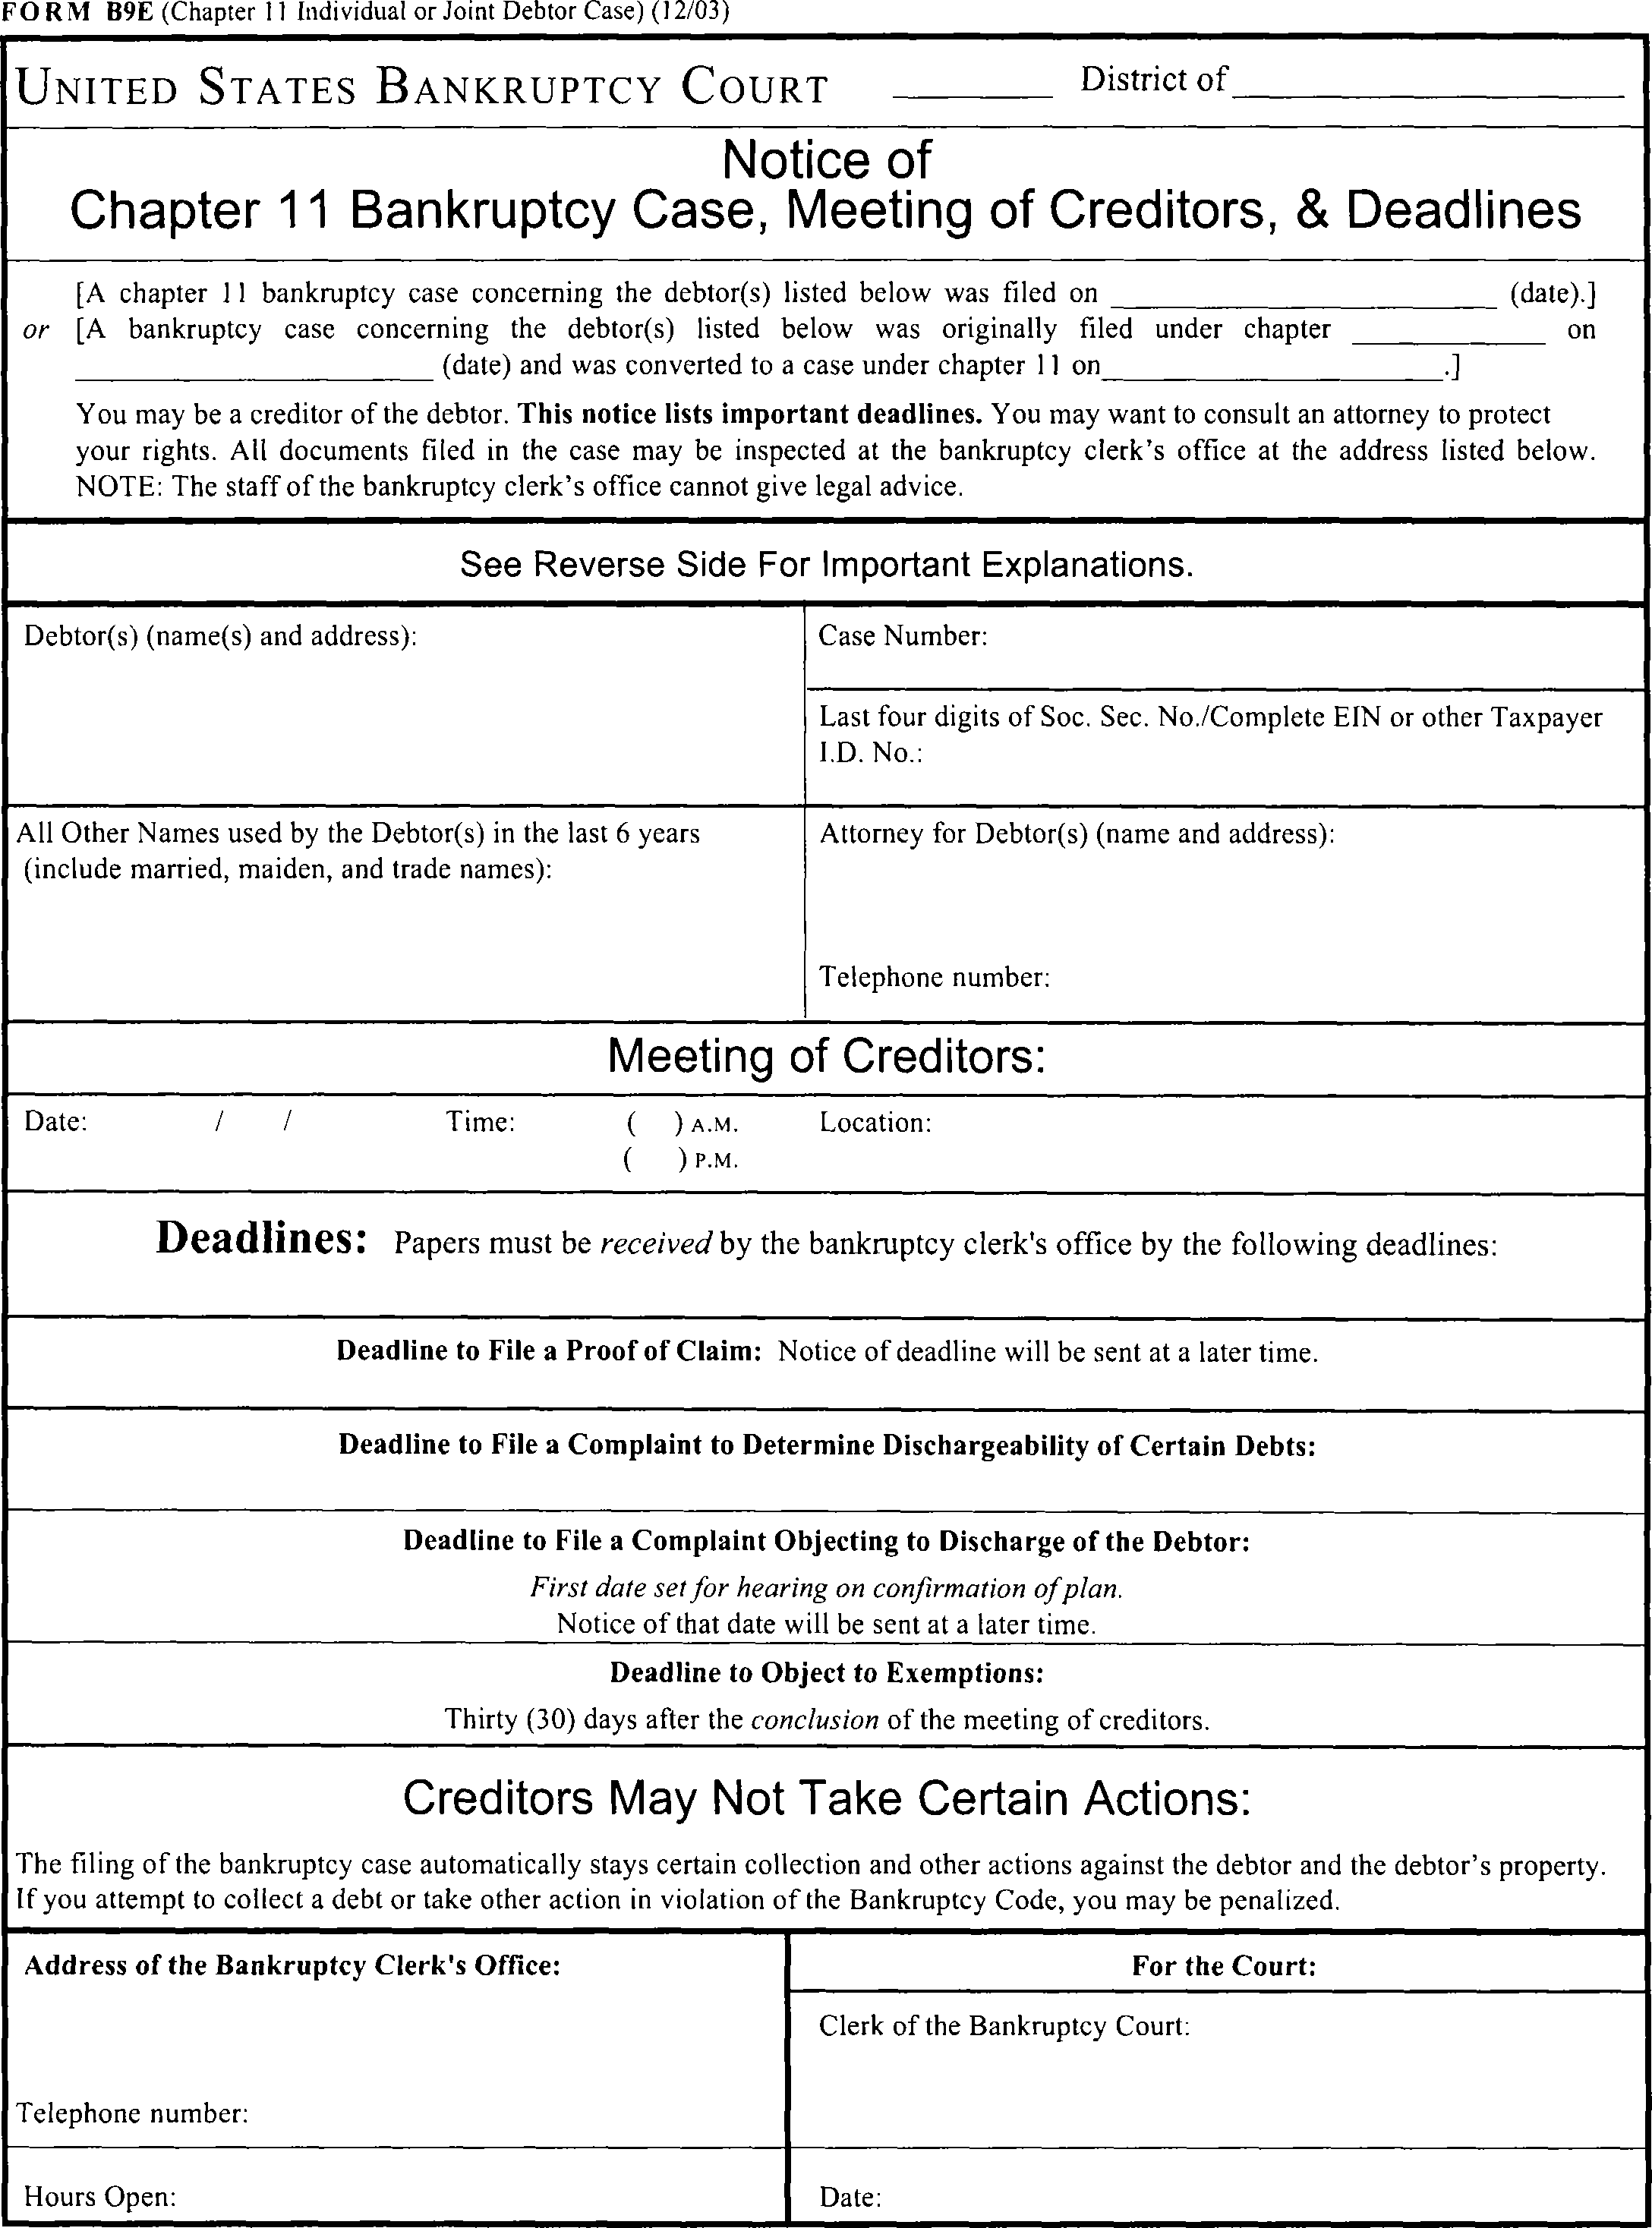 FORM B9E (Chapter 11 Individual or Joint Debtor Case) (12/03)
UNITED STATES BANKRUPTCY COURT ________ District of ____________________
Notice of
Chapter 11 Bankruptcy Case, Meeting of Creditors, & Deadlines
[A chapter 11 bankruptcy case concerning the debtor(s) listed below was filed on ____________________ (date).]
or [A bankruptcy case concerning the debtor(s) listed below was originally filed under chapter __________ on
____________________ (date) and was converted to a case under chapter 11 on____________________.]
You may be a creditor of the debtor. This notice lists important deadlines. You may want to consult an attorney to protect
your rights. All documents filed in the case may be inspected at the bankruptcy clerk's office at the address listed below.
NOTE: The staff of the bankruptcy clerk's office cannot give legal advice.
See Reverse Side For Important Explanations.
Debtor(s) (name(s) and address):
Case Number:
Last four digits of Soc. Sec. No./Complete EIN or other Taxpayer
I.D. No.:
All Other Names used by the Debtor(s) in the last 6 years
(include married, maiden, and trade names):
Attorney for Debtor(s) (name and address):
Telephone number:
Meeting of Creditors:
Date: / / Time: ( ) A.M. Location:
( ) P.M.
Deadlines: Papers must be received by the bankruptcy clerk's office by the following deadlines:
Deadline to File a Proof of Claim: Notice of deadline will be sent at a later time.
Deadline to File a Complaint to Determine Dischargeability of Certain Debts:
Deadline to File a Complaint Objecting to Discharge of the Debtor:
First date set for hearing on confirmation of plan.
Notice of that date will be sent at a later time.
Deadline to Object to Exemptions:
Thirty (30) days after the conclusion of the meeting of creditors.
Creditors May Not Take Certain Actions:
The filing of the bankruptcy case automatically stays certain collection and other actions against the debtor and the debtor's property.
If you attempt to collect a debt or take other action in violation of the Bankruptcy Code, you may be penalized.
Address of the Bankruptcy Clerk's Office:
Telephone number:
For the Court:
Clerk of the Bankruptcy Court:
Hours Open:
Date: